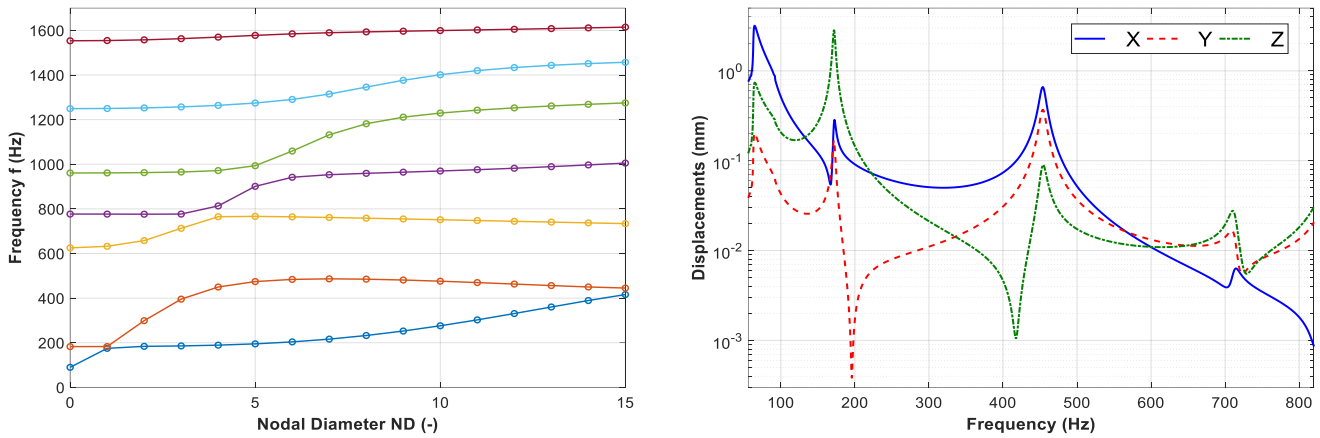 1600
1400
1200
1000
800
600
400
200
0
0 5 10 15
Frequency f (Hz)
Nodal Diameter ND (-)
X Y Z
10^0
10^-1
10^-2
10^-3
100 200 300 400 500 600 700 800
Displacements (mm)
Frequency (Hz)